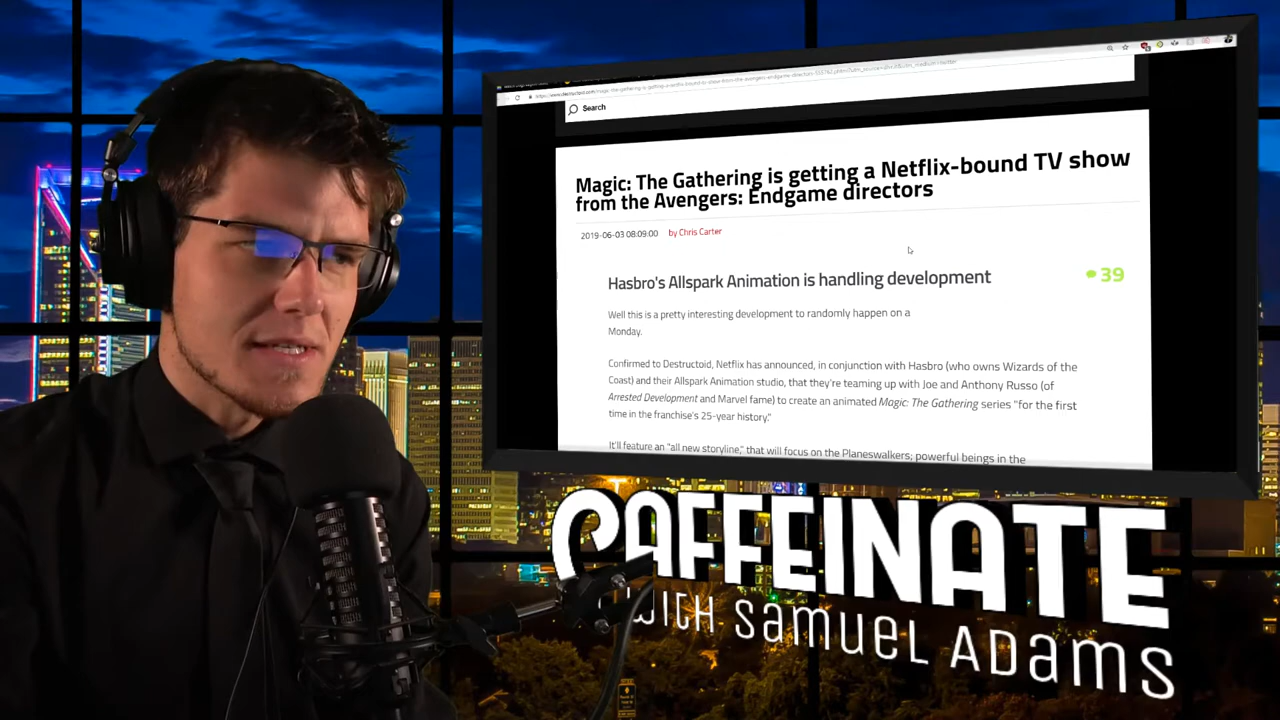 Search
Magic: The Gathering is getting a Netflix-bound TV show
from the Avengers: Endgame directors
2019-06-03 08:09:00 by Chris Carter
Hasbro's Allspark Animation is handling development
39
Well this is a pretty interesting development to randomly happen on a
Monday.
Confirmed to Destructoid, Netflix has announced, in conjunction with Hasbro (who owns Wizards of the
Coast) and their Allspark Animation studio, that they're teaming up with Joe and Anthony Russo (of
Arrested Development and Marvel fame) to create an animated Magic: The Gathering series "for the first
time in the franchise's 25-year history."
It'll feature an "all new storyline," that will focus on the Planeswalkers; powerful beings in the
CAFFEINATE
WITH SAMUEL ADAMS